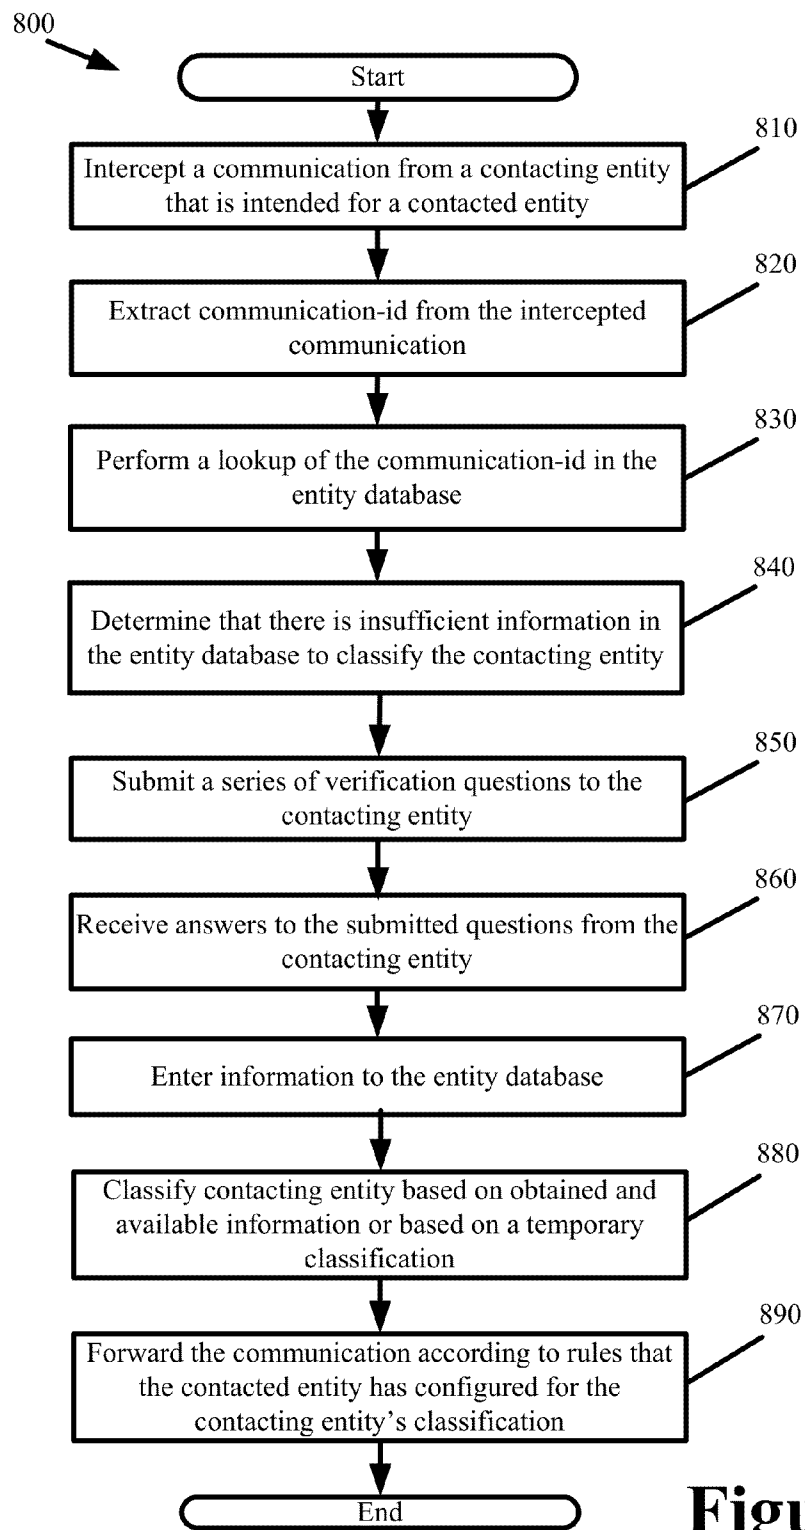 800
Start
810
Intercept a communication from a contacting entity
that is intended for a contacted entity
820
Extract communication-id from the intercepted
communication
830
Perform a lookup of the communication-id in the
entity database
840
Determine that there is insufficient information in
the entity database to classify the contacting entity
850
Submit a series of verification questions to the
contacting entity
860
Receive answers to the submitted questions from the
contacting entity
870
Enter information to the entity database
880
Classify contacting entity based on obtained and
available information or based on a temporary
classification
890
Forward the communication according to rules that
the contacted entity has configured for the
contacting entity's classification
End